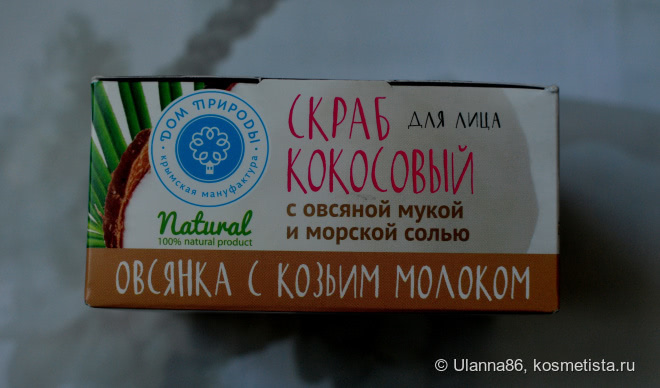 ДОМ ПРИРОДЫ
крымская мануфактура
Natural
100% natural product
СКРАБ ДЛЯ ЛИЦА
КОКОСОВЫЙ
с овсяной мукой
и морской солью
ОВСЯНКА С КОЗЬИМ МОЛОКОМ
© Ulanna86, kosmetista.ru